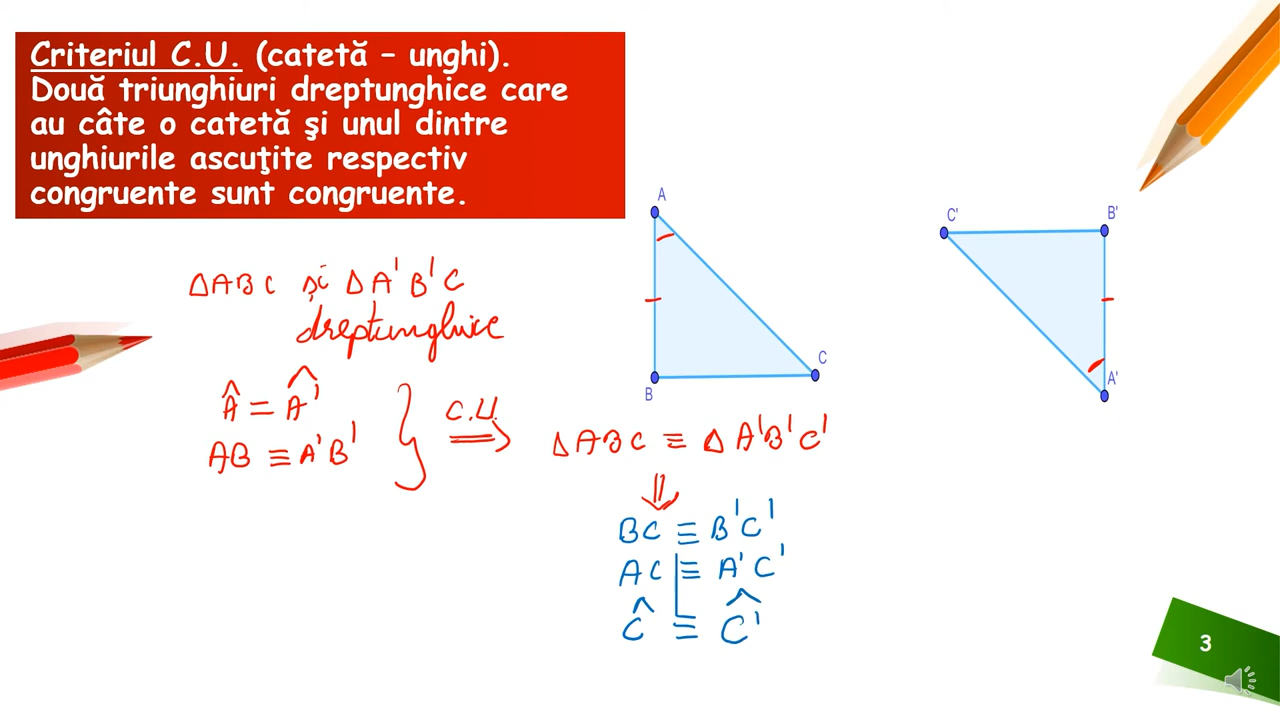 Criteriul C.U. (catetă – unghi).
Două triunghiuri dreptunghice care
au câte o catetă şi unul dintre
unghiurile ascuţite respectiv
congruente sunt congruente.
A
C'
B'
B
C
A'
ΔABC și ΔA'B'C
dreptunghice
Â = Â'
AB ≡ A'B'
} C.U. ⟹
ΔABC ≡ ΔA'B'C'
⇓
BC ≡ B'C'
AC ≡ A'C'
Ĉ ≡ Ĉ'
3